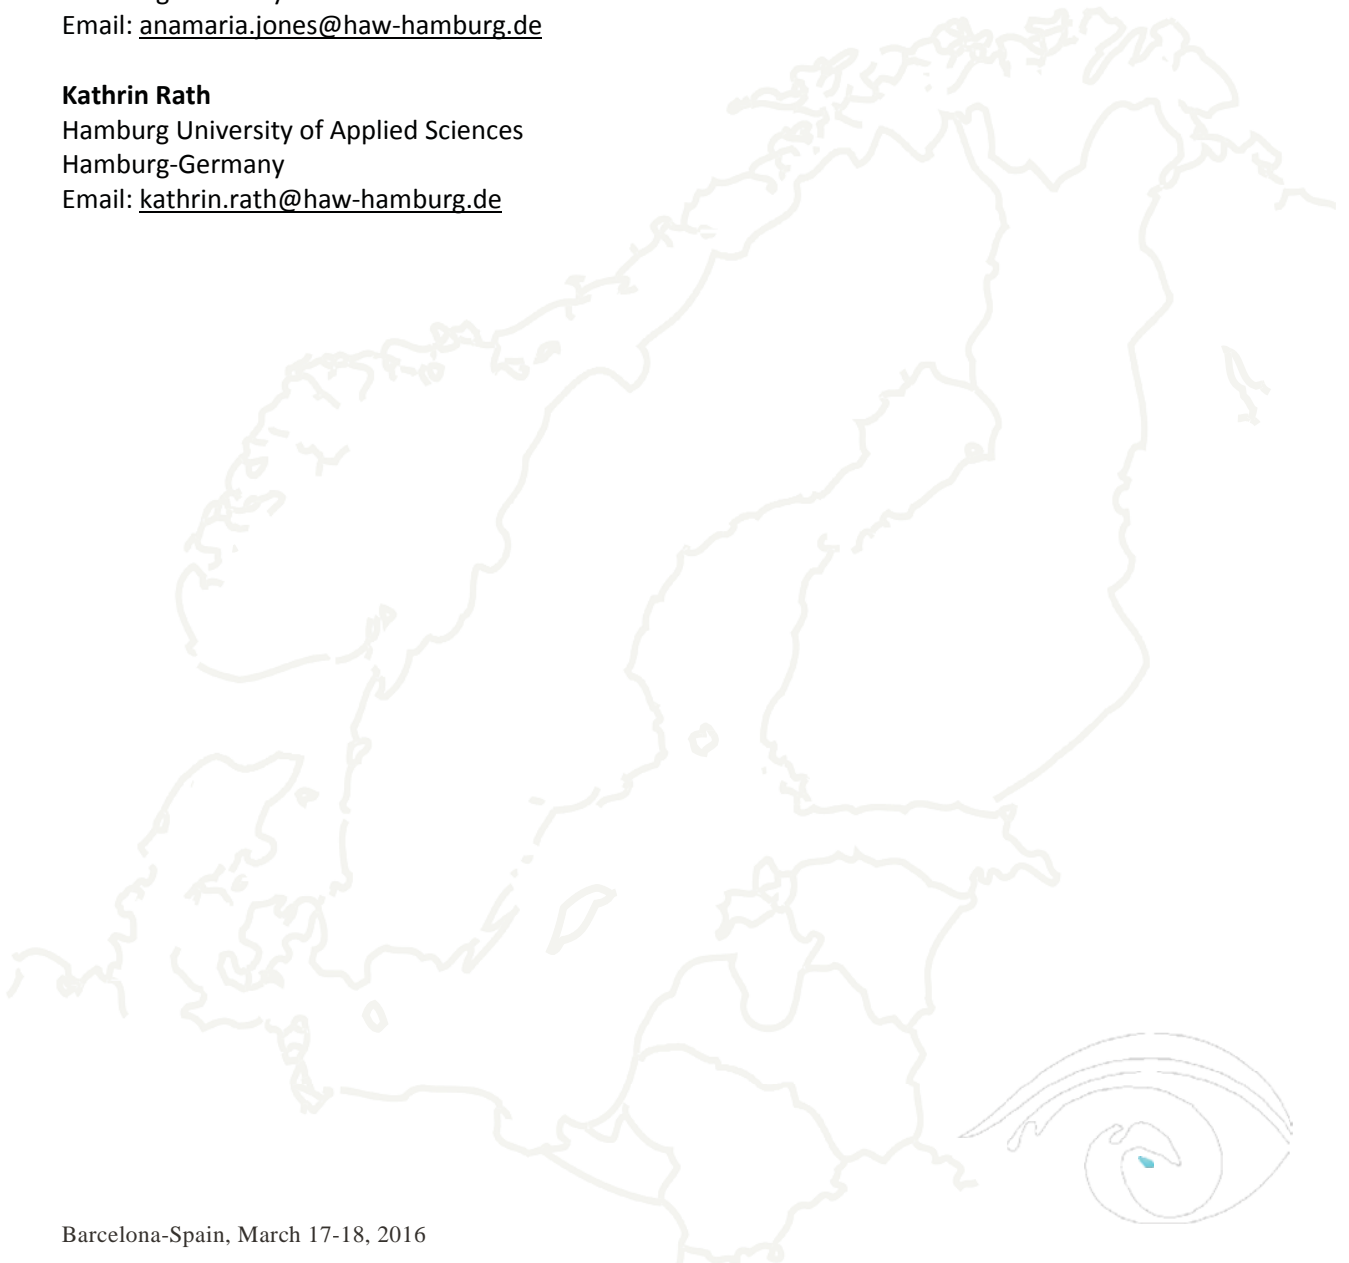 Email: anamaria.jones@haw-hamburg.de
Kathrin Rath
Hamburg University of Applied Sciences
Hamburg-Germany
Email: kathrin.rath@haw-hamburg.de
Barcelona-Spain, March 17-18, 2016